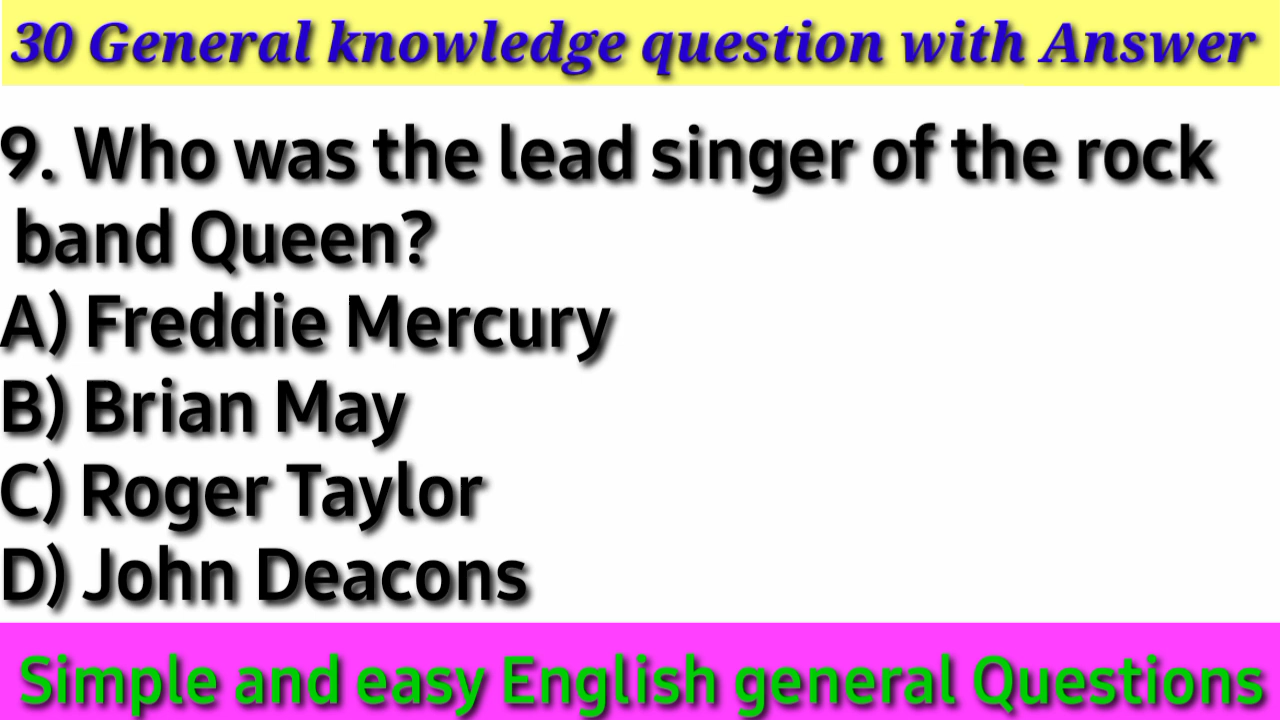 30 General knowledge question with Answer
9. Who was the lead singer of the rock
band Queen?
A) Freddie Mercury
B) Brian May
C) Roger Taylor
D) John Deacons
Simple and easy English general Questions